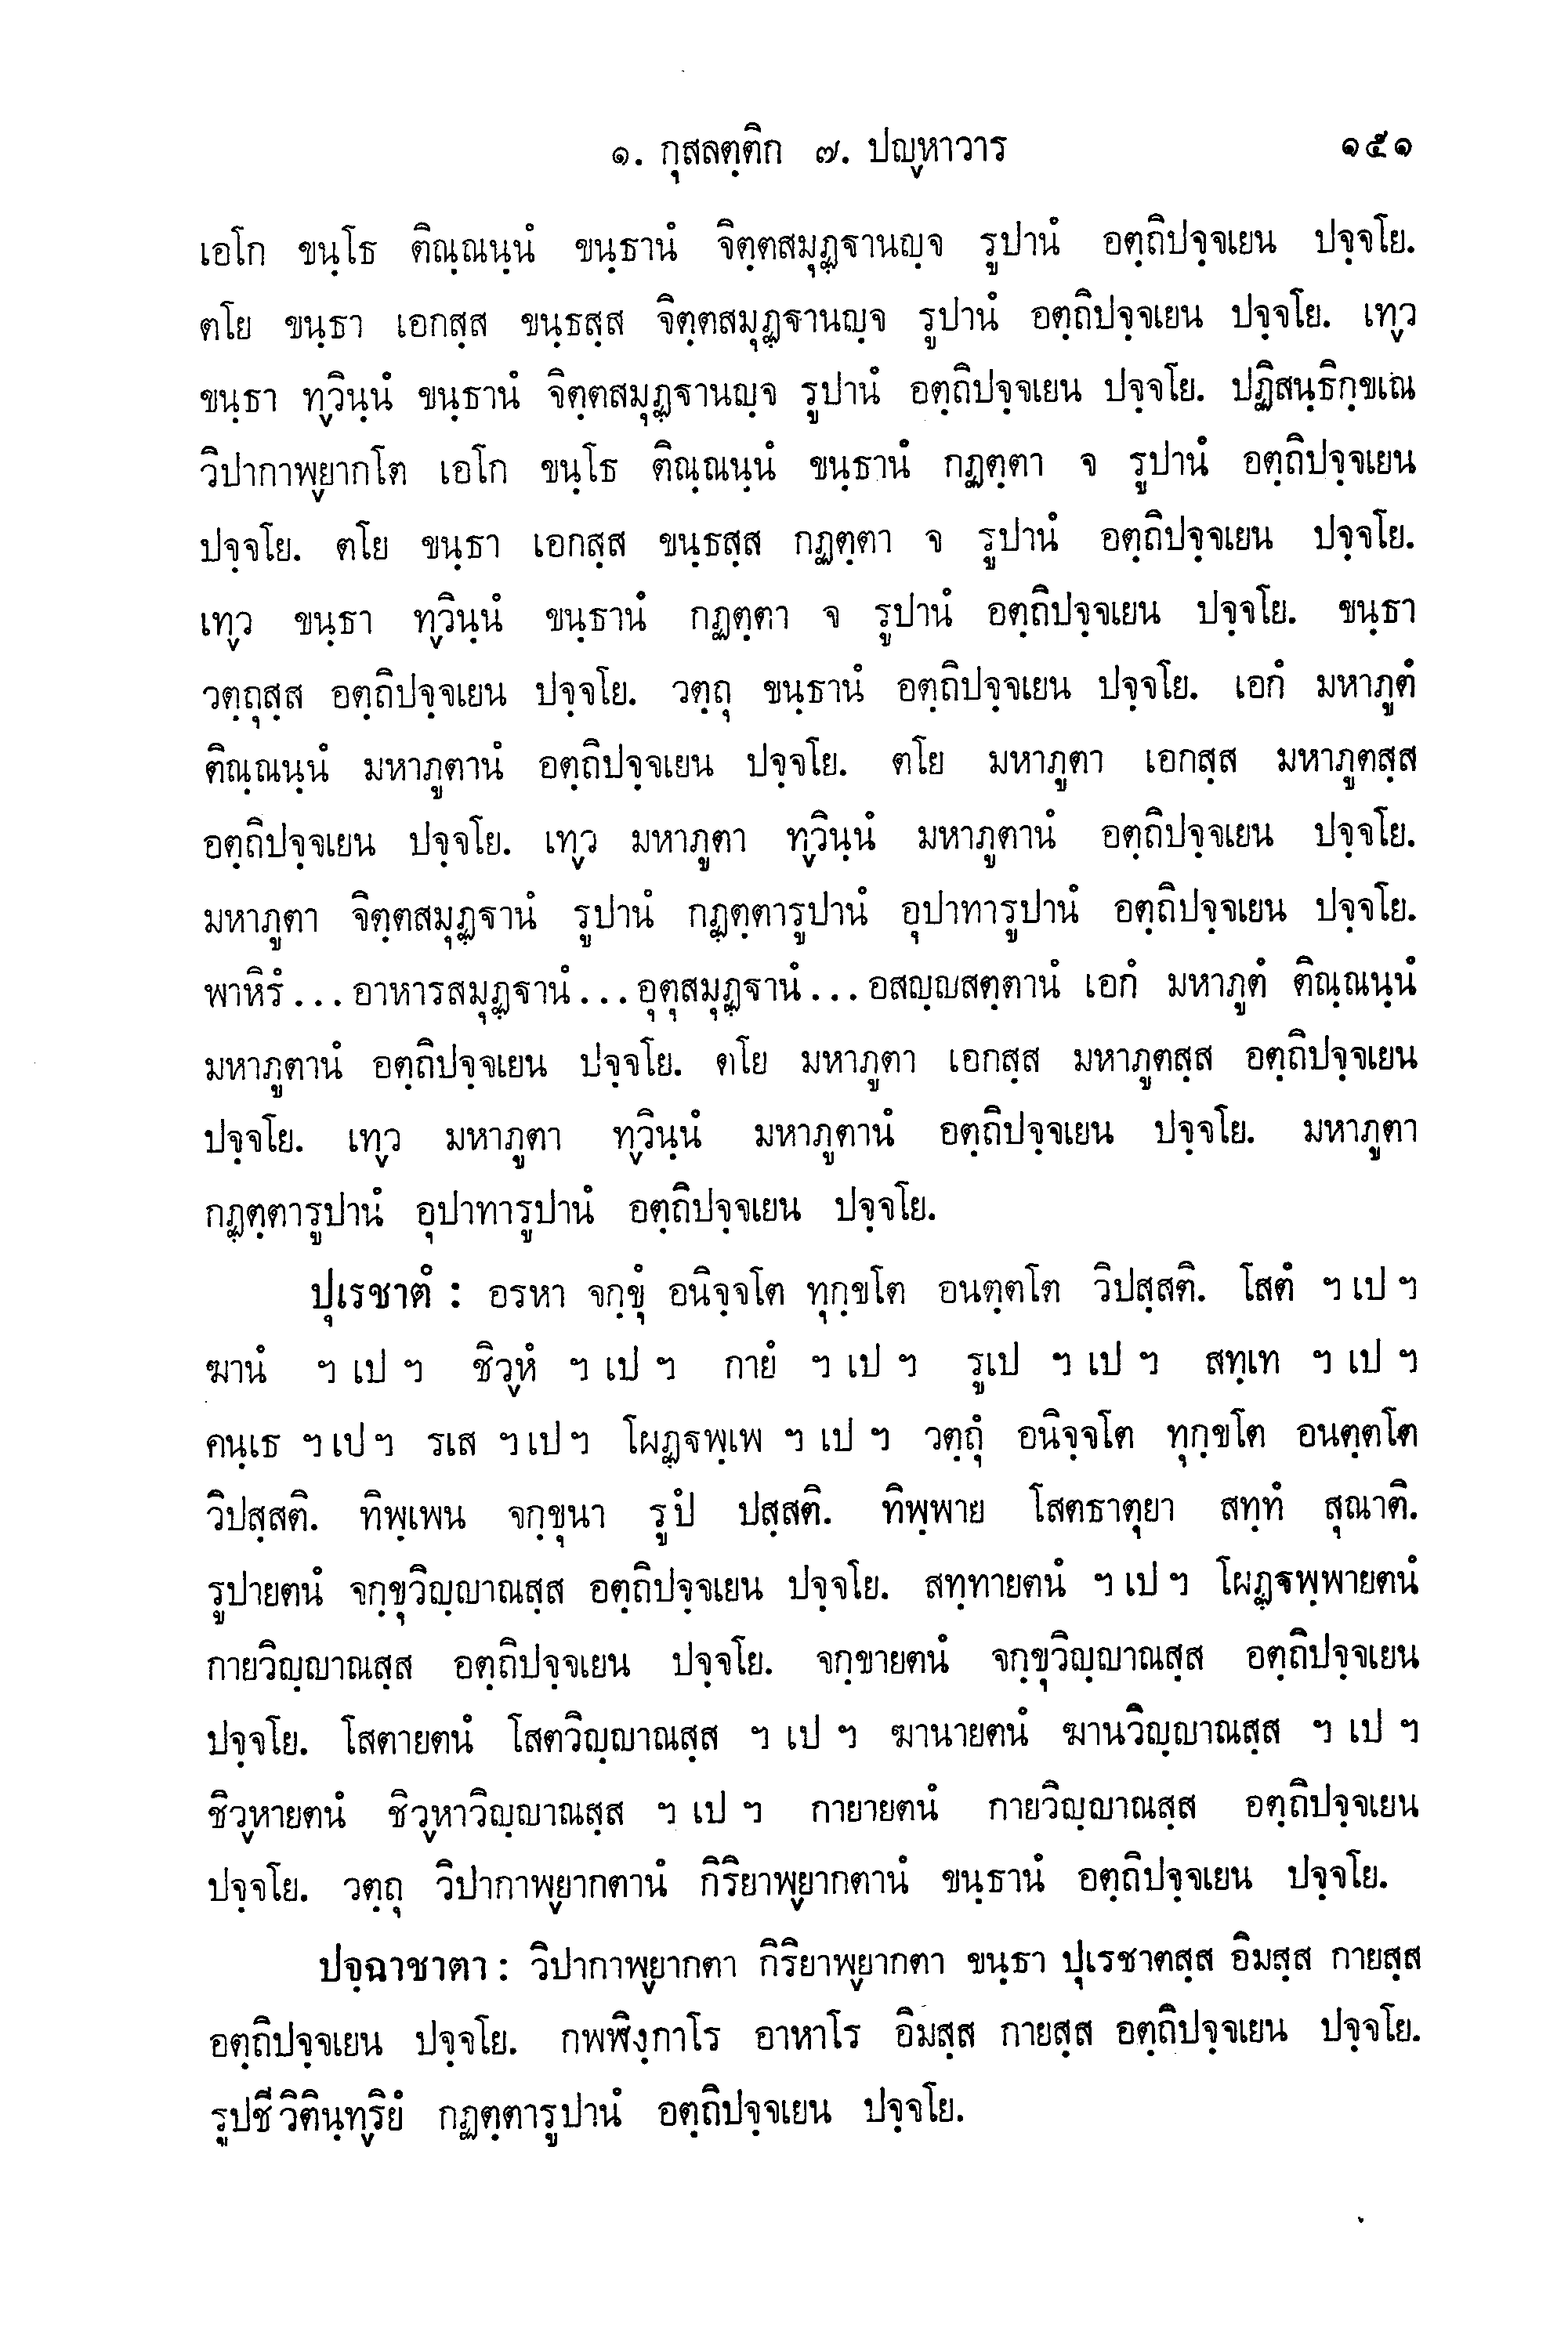 ๑. กุสลตฺติก ๗. ปญฺหาวาร ๑๕๑
เอโก ขนฺโธ ติณฺณนฺนํ ขนฺธานํ จิตฺตสมุฏฺฐานญฺจ รูปานํ อตฺถิปจฺจเยน ปจฺจโย.
ตโย ขนฺธา เอกสฺส ขนฺธสฺส จิตฺตสมุฏฺฐานญฺจ รูปานํ อตฺถิปจฺจเยน ปจฺจโย. เทฺว
ขนฺธา ทฺวินฺนํ ขนฺธานํ จิตฺตสมุฏฺฐานญฺจ รูปานํ อตฺถิปจฺจเยน ปจฺจโย. ปฏิสนฺธิกฺขเณ
วิปากาพฺยากโต เอโก ขนฺโธ ติณฺณนฺนํ ขนฺธานํ กฏตฺตา จ รูปานํ อตฺถิปจฺจเยน
ปจฺจโย. ตโย ขนฺธา เอกสฺส ขนฺธสฺส กฏตฺตา จ รูปานํ อตฺถิปจฺจเยน ปจฺจโย.
เทฺว ขนฺธา ทฺวินฺนํ ขนฺธานํ กฏตฺตา จ รูปานํ อตฺถิปจฺจเยน ปจฺจโย. ขนฺธา
วตฺถุสฺส อตฺถิปจฺจเยน ปจฺจโย. วตฺถุ ขนฺธานํ อตฺถิปจฺจเยน ปจฺจโย. เอกํ มหาภูตํ
ติณฺณนฺนํ มหาภูตานํ อตฺถิปจฺจเยน ปจฺจโย. ตโย มหาภูตา เอกสฺส มหาภูตสฺส
อตฺถิปจฺจเยน ปจฺจโย. เทฺว มหาภูตา ทฺวินฺนํ มหาภูตานํ อตฺถิปจฺจเยน ปจฺจโย.
มหาภูตา จิตฺตสมุฏฺฐานํ รูปานํ กฏตฺตารูปานํ อุปาทารูปานํ อตฺถิปจฺจเยน ปจฺจโย.
พาหิรํ...อาหารสมุฏฺฐานํ...อุตุสมุฏฺฐานํ...อสญฺญสตฺตานํ เอกํ มหาภูตํ ติณฺณนฺนํ
มหาภูตานํ อตฺถิปจฺจเยน ปจฺจโย. ตโย มหาภูตา เอกสฺส มหาภูตสฺส อตฺถิปจฺจเยน
ปจฺจโย. เทฺว มหาภูตา ทฺวินฺนํ มหาภูตานํ อตฺถิปจฺจเยน ปจฺจโย. มหาภูตา
กฏตฺตารูปานํ อุปาทารูปานํ อตฺถิปจฺจเยน ปจฺจโย.
ปุเรชาตํ : อรหา จกฺขุํ อนิจฺจโต ทุกฺขโต อนตฺตโต วิปสฺสติ. โสตํ ฯ เป ฯ
ฆานํ ฯ เป ฯ ชิวฺหํ ฯ เป ฯ กายํ ฯ เป ฯ รูเป ฯ เป ฯ สทฺเท ฯ เป ฯ
คนฺเธ ฯ เป ฯ รเส ฯ เป ฯ โผฏฺฐพฺเพ ฯ เป ฯ วตฺถุํ อนิจฺจโต ทุกฺขโต อนตฺตโต
วิปสฺสติ. ทิพฺเพน จกฺขุนา รูปํ ปสฺสติ. ทิพฺพาย โสตธาตุยา สทฺทํ สุณาติ.
รูปายตนํ จกฺขุวิญฺญาณสฺส อตฺถิปจฺจเยน ปจฺจโย. สทฺทายตนํ ฯ เป ฯ โผฏฺฐพฺพายตนํ
กายวิญฺญาณสฺส อตฺถิปจฺจเยน ปจฺจโย. จกฺขายตนํ จกฺขุวิญฺญาณสฺส อตฺถิปจฺจเยน
ปจฺจโย. โสตายตนํ โสตวิญฺญาณสฺส ฯ เป ฯ ฆานายตนํ ฆานวิญฺญาณสฺส ฯ เป ฯ
ชิวฺหายตนํ ชิวฺหาวิญฺญาณสฺส ฯ เป ฯ กายายตนํ กายวิญฺญาณสฺส อตฺถิปจฺจเยน
ปจฺจโย. วตฺถุ วิปากาพฺยากตานํ กิริยาพฺยากตานํ ขนฺธานํ อตฺถิปจฺจเยน ปจฺจโย.
ปจฺฉาชาตา : วิปากาพฺยากตา กิริยาพฺยากตา ขนฺธา ปุเรชาตสฺส อิมสฺส กายสฺส
อตฺถิปจฺจเยน ปจฺจโย. กพฬิงฺกาโร อาหาโร อิมสฺส กายสฺส อตฺถิปจฺจเยน ปจฺจโย.
รูปชีวิตินฺทฺริยํ กฏตฺตารูปานํ อตฺถิปจฺจเยน ปจฺจโย.